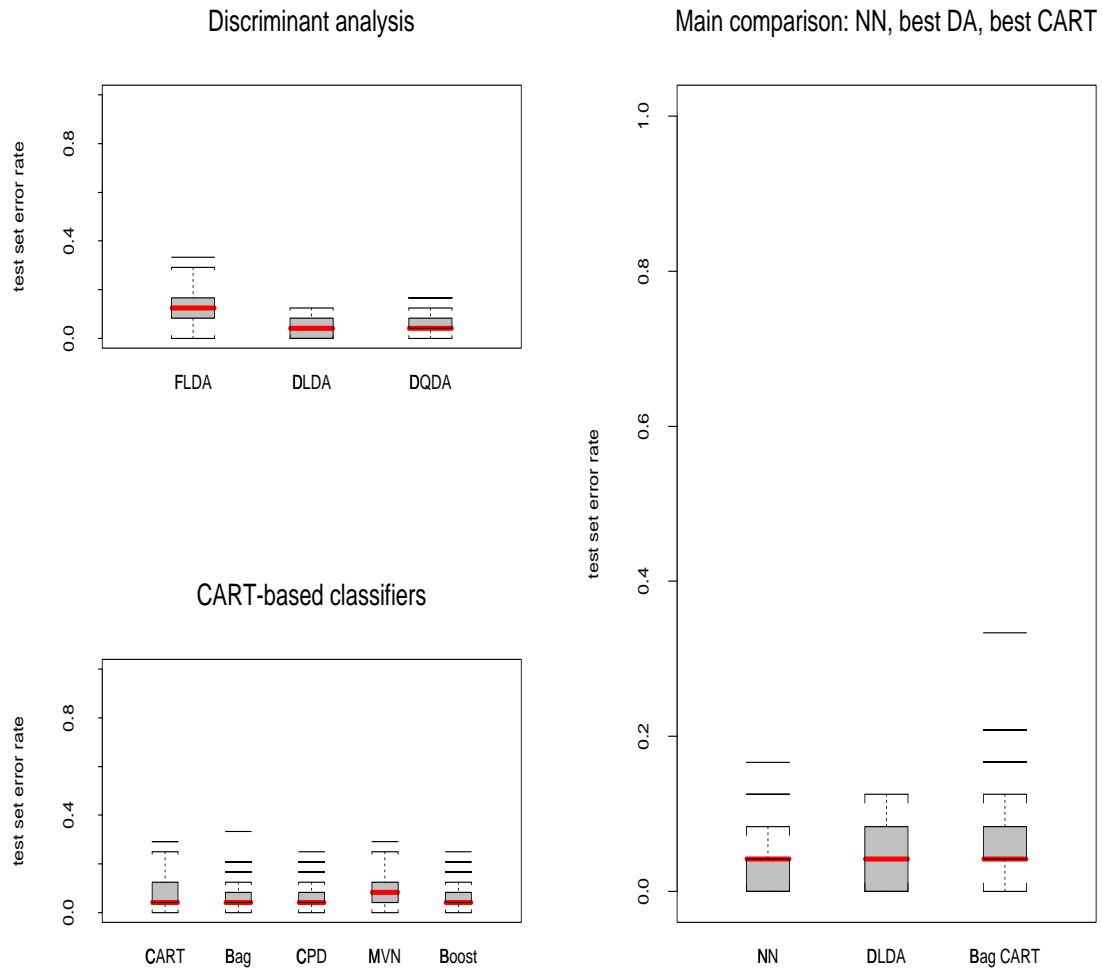 Discriminant analysis
test set error rate
0.0
0.4
0.8
FLDA
DLDA
DQDA
CART-based classifiers
test set error rate
0.0
0.4
0.8
CART
Bag
CPD
MVN
Boost
Main comparison: NN, best DA, best CART
test set error rate
0.0
0.2
0.4
0.6
0.8
1.0
NN
DLDA
Bag CART